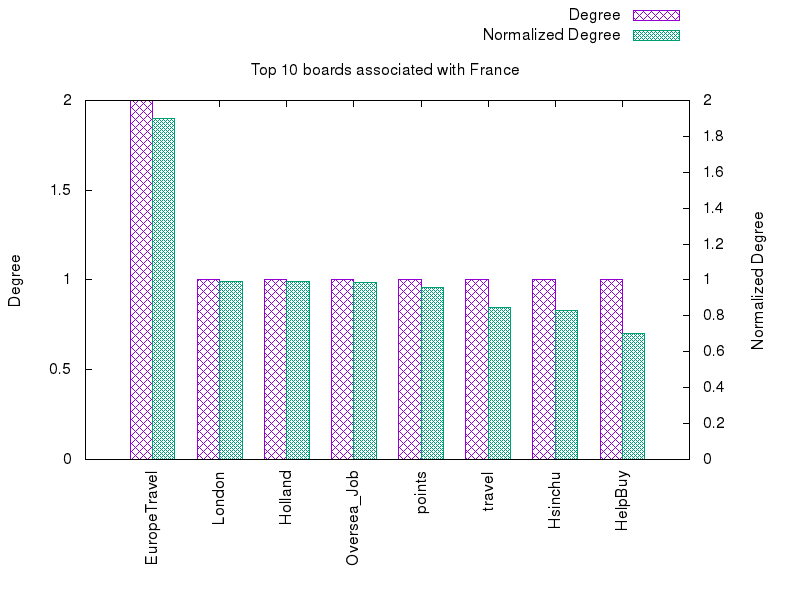 Degree
Normalized Degree
Top 10 boards associated with France
2
1.5
1
0.5
0
2
1.8
1.6
1.4
1.2
1
0.8
0.6
0.4
0.2
0
Degree
Normalized Degree
EuropeTravel
London
Holland
Oversea_Job
points
travel
Hsinchu
HelpBuy